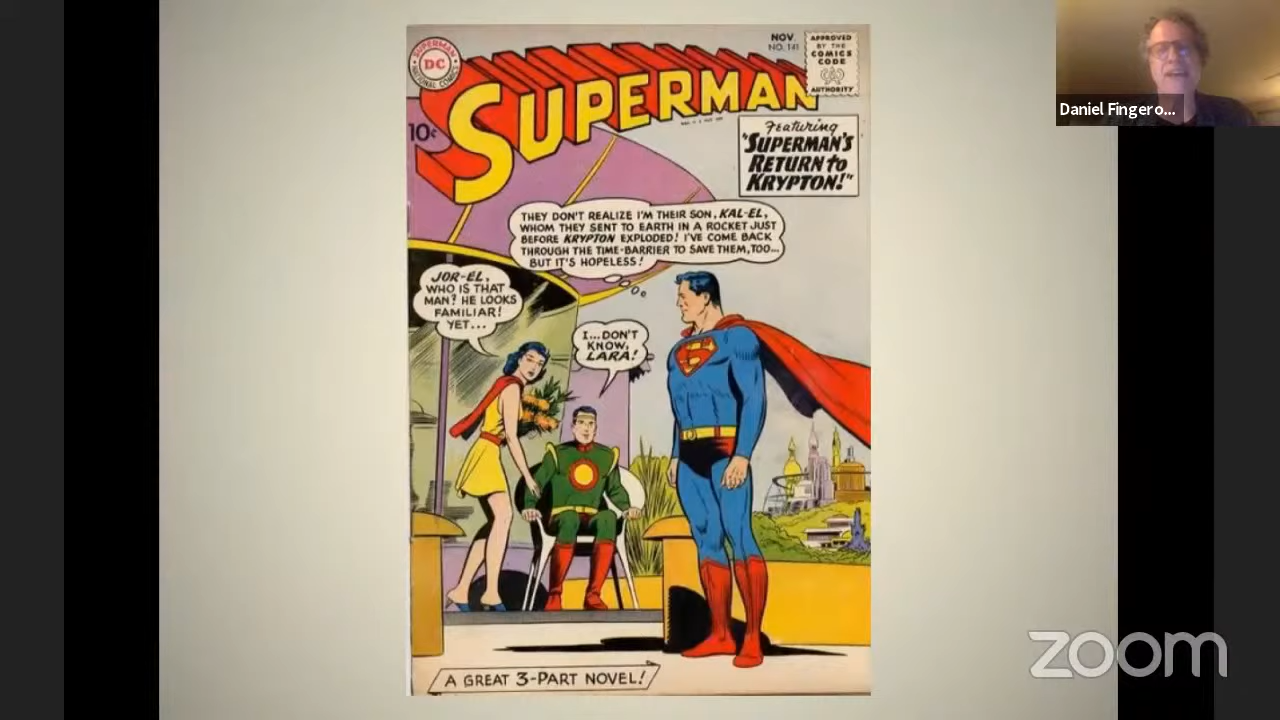 SUPERMAN
DC
NATIONAL COMICS
NOV.
NO. 141
APPROVED
BY THE
COMICS
CODE
CA
AUTHORITY
10¢
SUPERMAN
Featuring
"SUPERMAN'S
RETURN to
KRYPTON!"
THEY DON'T REALIZE I'M THEIR SON, KAL-EL,
WHOM THEY SENT TO EARTH IN A ROCKET JUST
BEFORE KRYPTON EXPLODED! I'VE COME BACK
THROUGH THE TIME-BARRIER TO SAVE THEM, TOO...
BUT IT'S HOPELESS!
JOR-EL,
WHO IS THAT
MAN? HE LOOKS
FAMILIAR!
YET...
I...DON'T
KNOW,
LARA!
S
A GREAT 3-PART NOVEL!
Daniel Fingero...
zoom